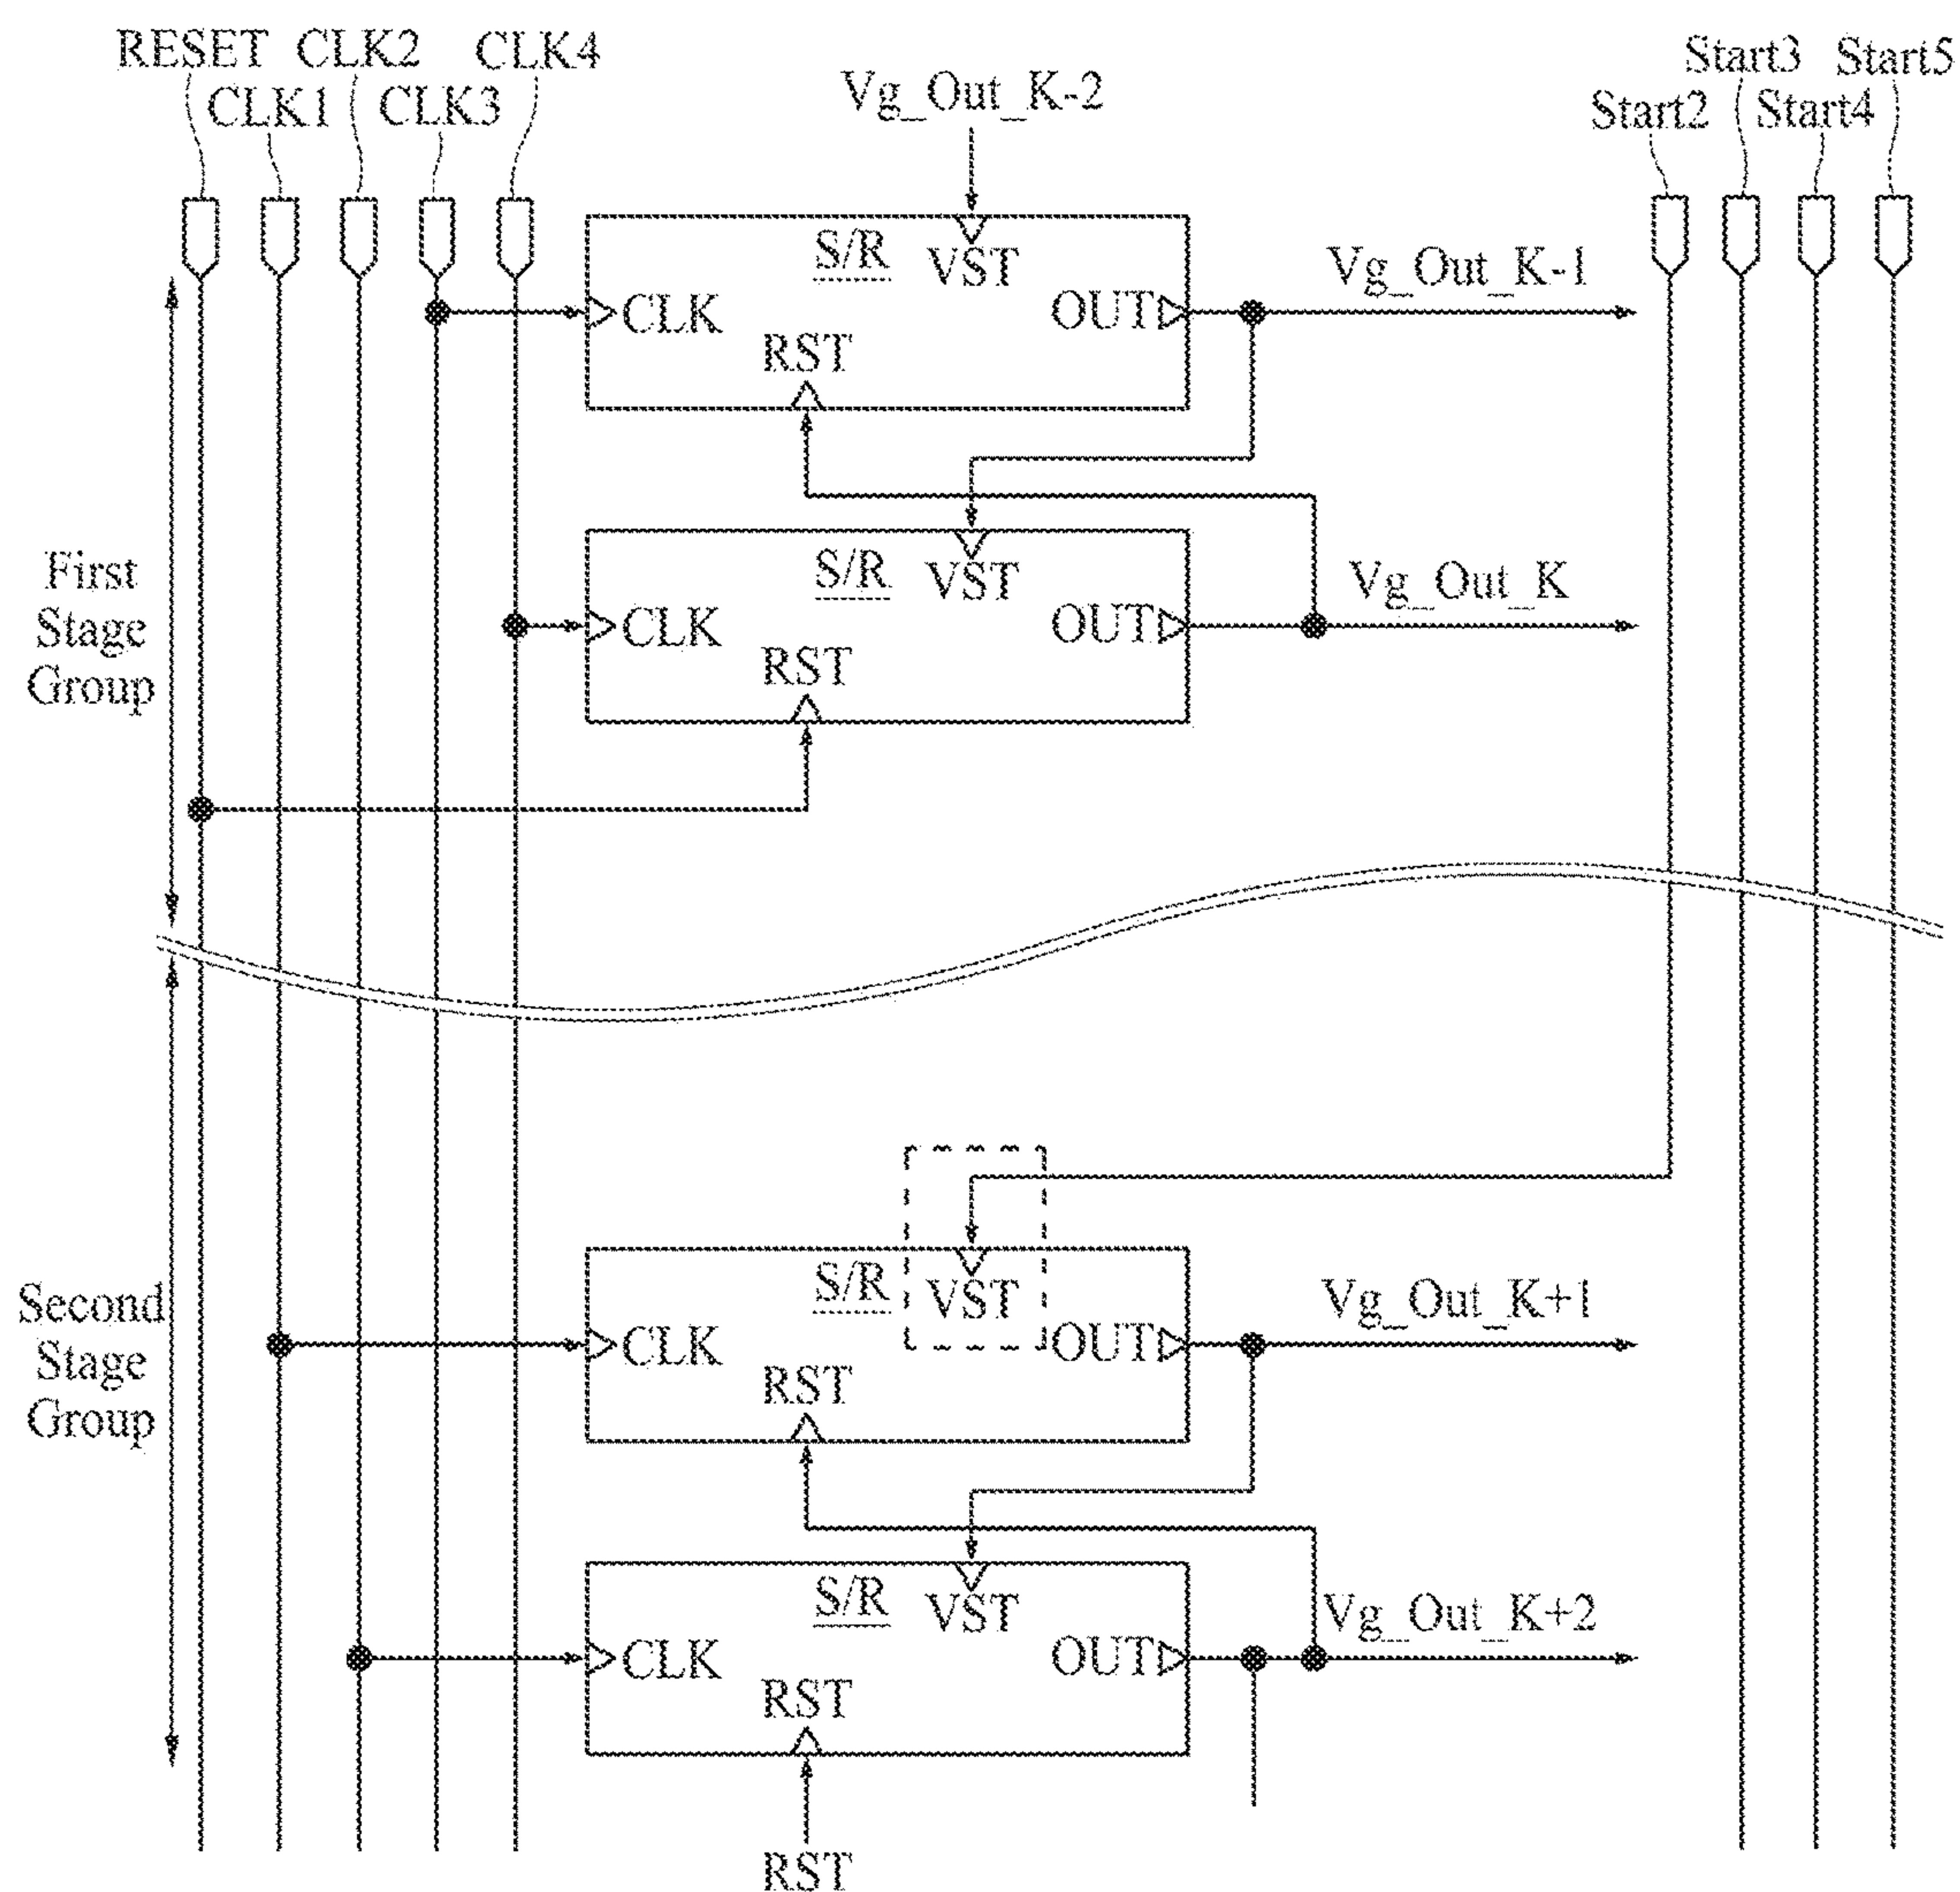 RESET CLK2 CLK4
CLK1 CLK3
Vg_Out_K-2
Start3 Start5
Start2 Start4
S/R VST
CLK OUT
RST
Vg_Out_K-1
First
Stage
Group
S/R VST
CLK OUT
RST
Vg_Out_K
Second
Stage
Group
S/R VST
CLK OUT
RST
Vg_Out_K+1
S/R VST
CLK OUT
RST
Vg_Out_K+2
RST